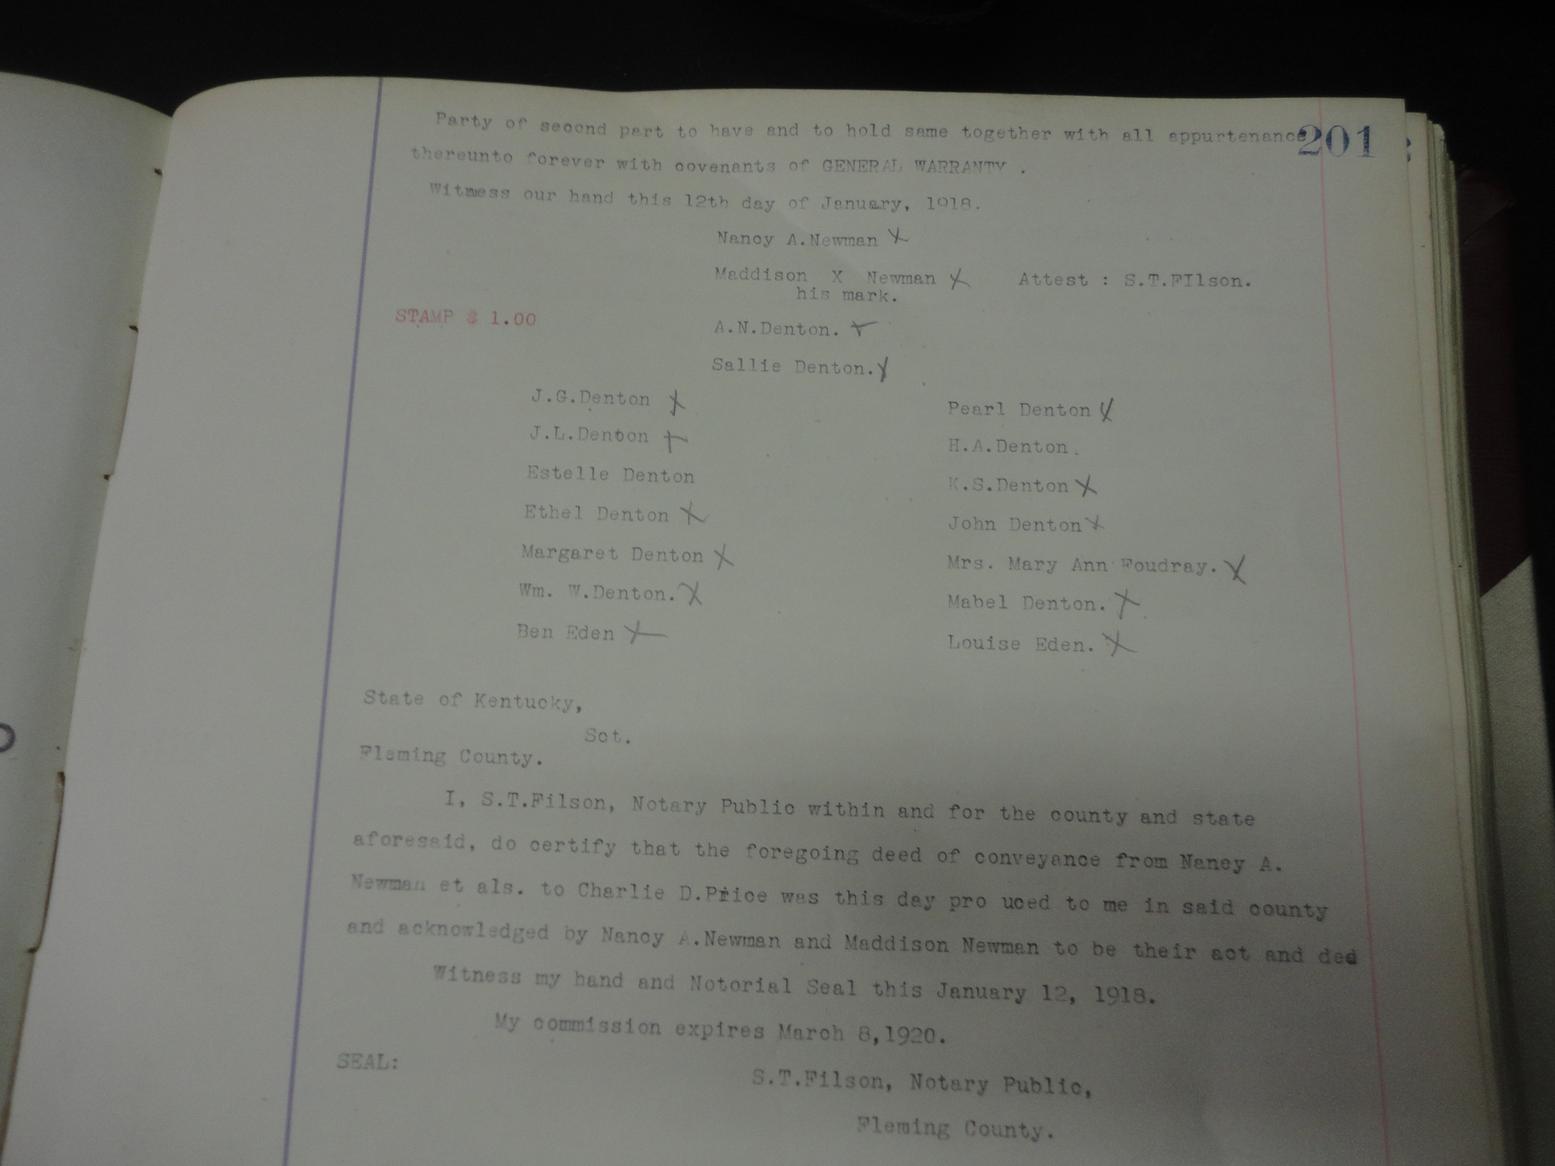 201
Party of second part to have and to hold same together with all appurtenance
thereunto forever with covenants of GENERAL WARRANTY .
Witness our hand this 12th day of January, 1918.
Nancy A.Newman X
Maddison X Newman X Attest : S.T.FIlson.
his mark.
STAMP $ 1.00
A.N.Denton. X
Sallie Denton. X
J.G.Denton X Pearl Denton X
J.L.Denton X H.A.Denton.
Estelle Denton K.S.Denton X
Ethel Denton X John Denton X
Margaret Denton X Mrs. Mary Ann Foudray. X
Wm. W.Denton. X Mabel Denton. X
Ben Eden X Louise Eden. X
State of Kentucky,
Sct.
Fleming County.
I, S.T.Filson, Notary Public within and for the county and state
aforesaid, do certify that the foregoing deed of conveyance from Nancy A.
Newman et als. to Charlie D.Price was this day pro uced to me in said county
and acknowledged by Nancy A.Newman and Maddison Newman to be their act and ded
Witness my hand and Notorial Seal this January 12, 1918.
My commission expires March 8,1920.
SEAL:
S.T.Filson, Notary Public,
Fleming County.